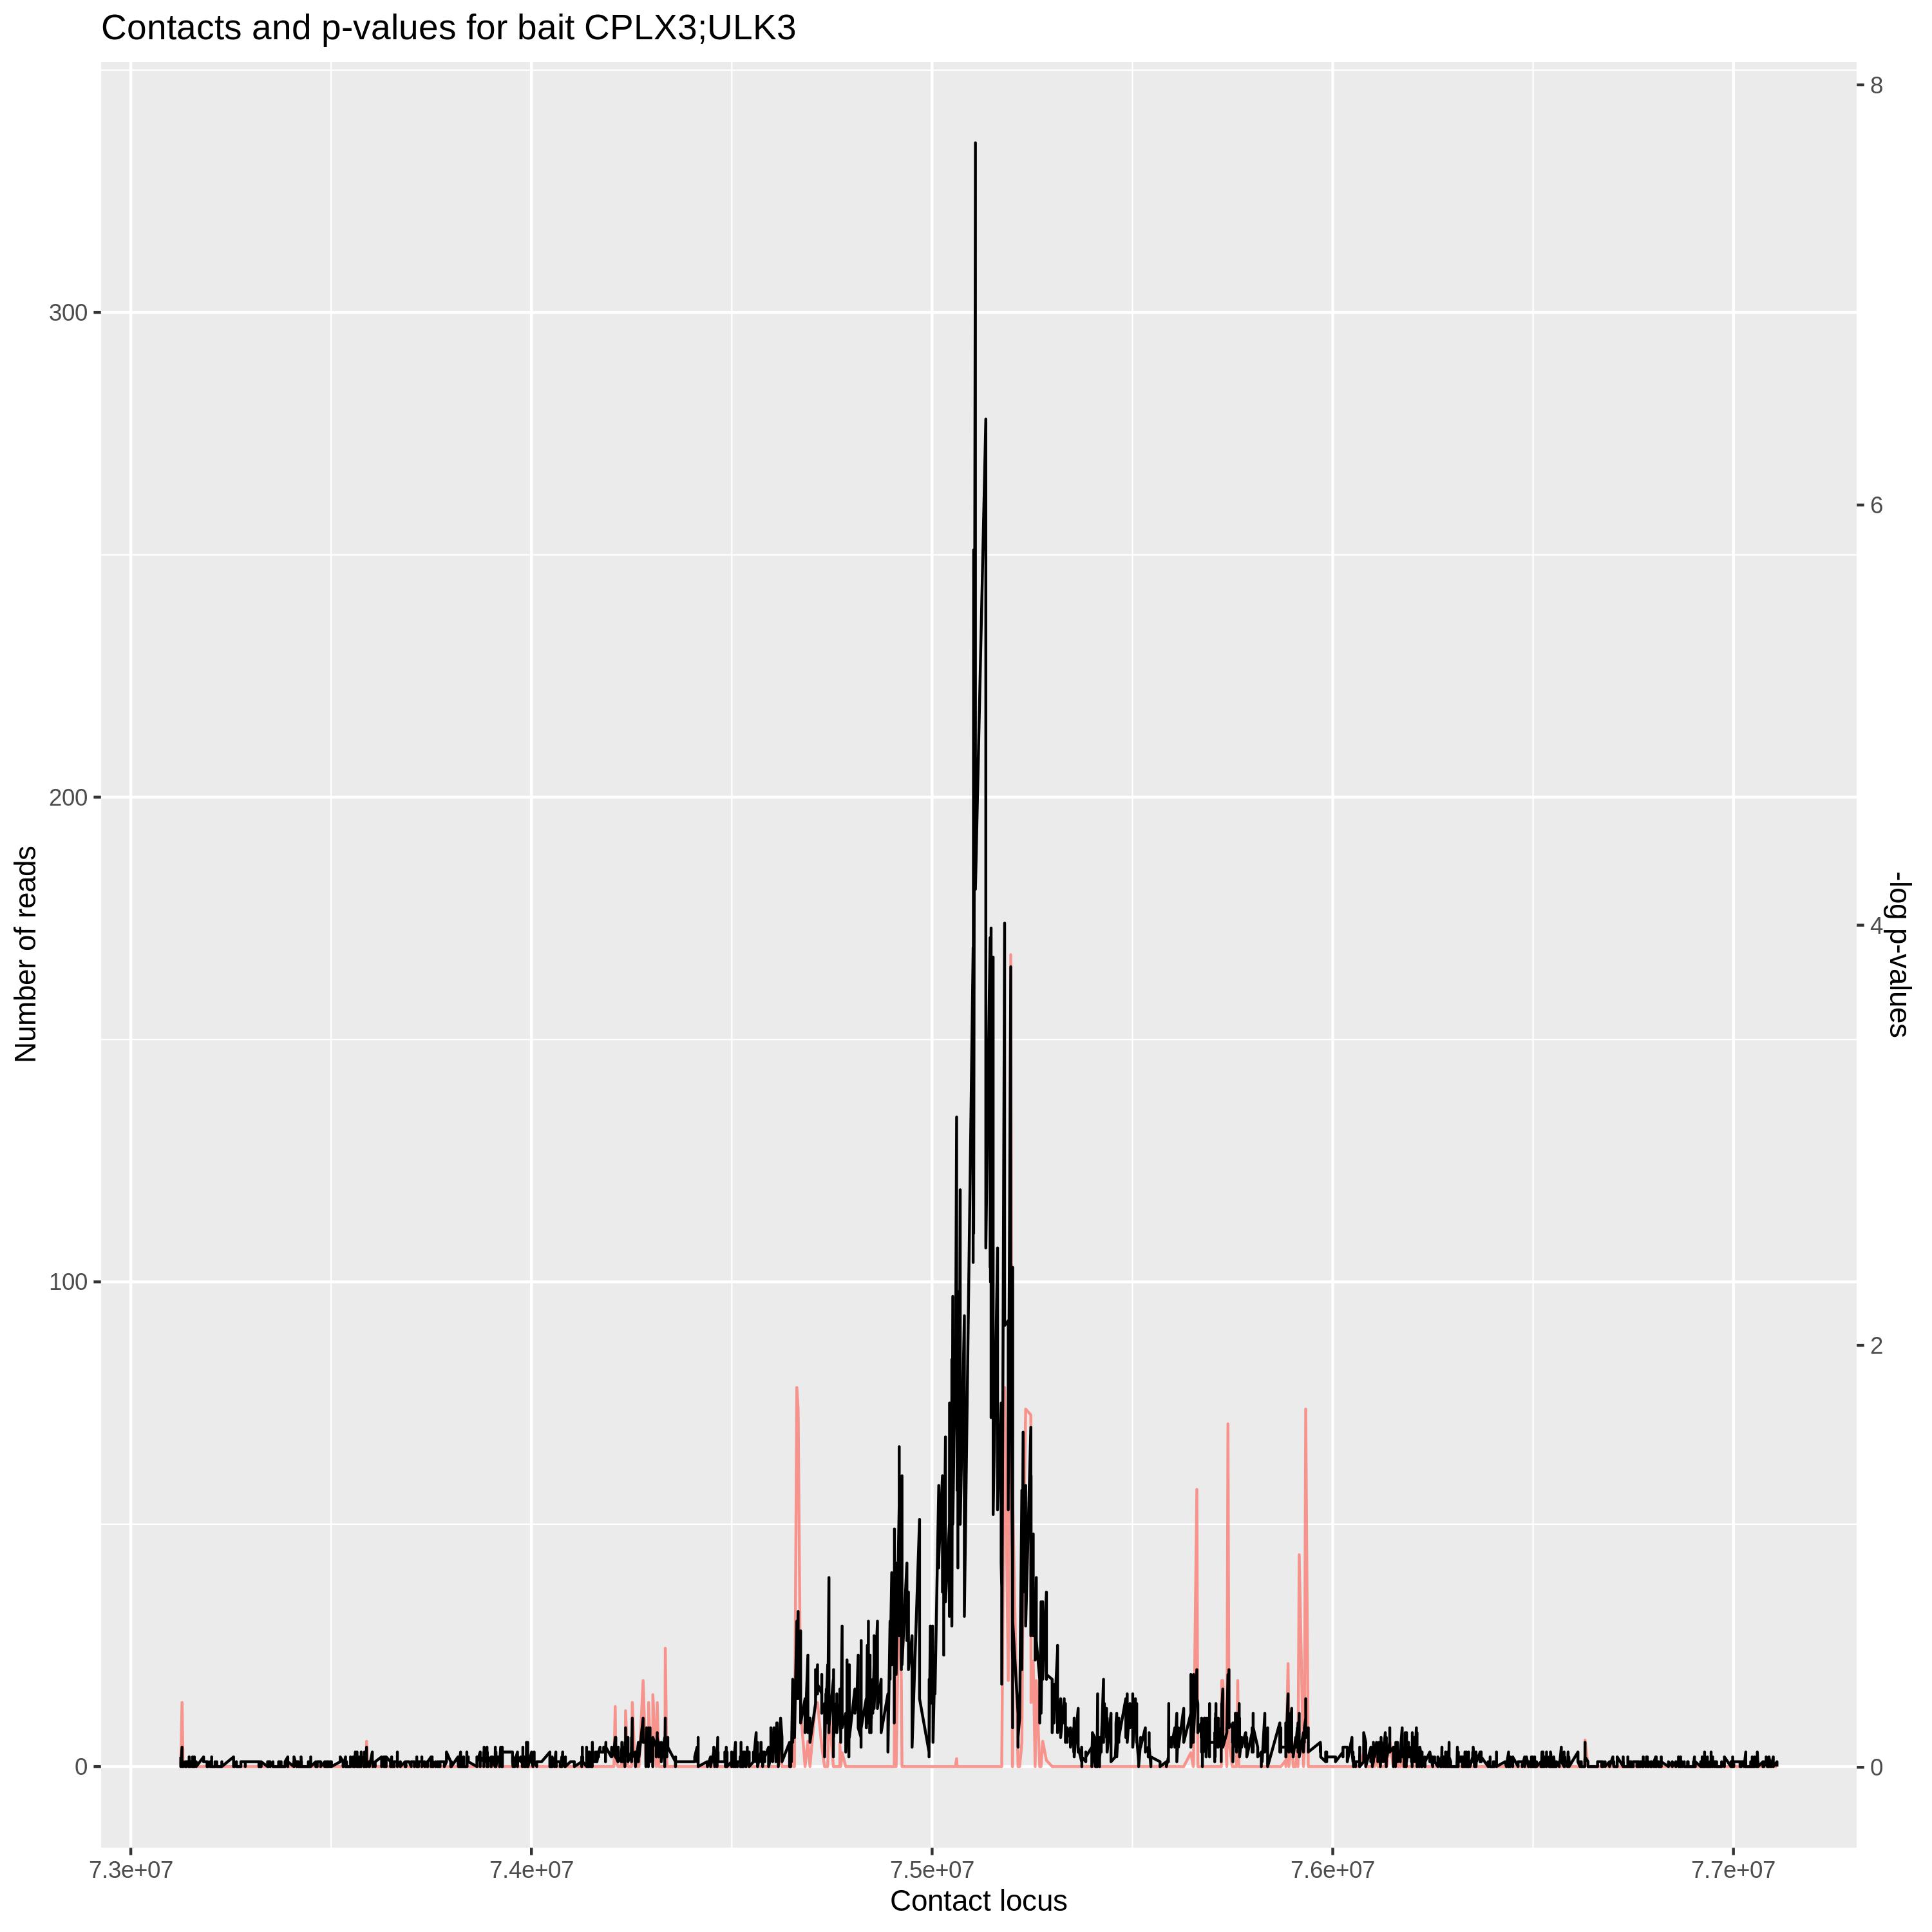 Contacts and p-values for bait CPLX3;ULK3
8
300
6
200
Number of reads
4
-log p-values
100
2
0
0
7.3e+07
7.4e+07
7.5e+07
7.6e+07
7.7e+07
Contact locus